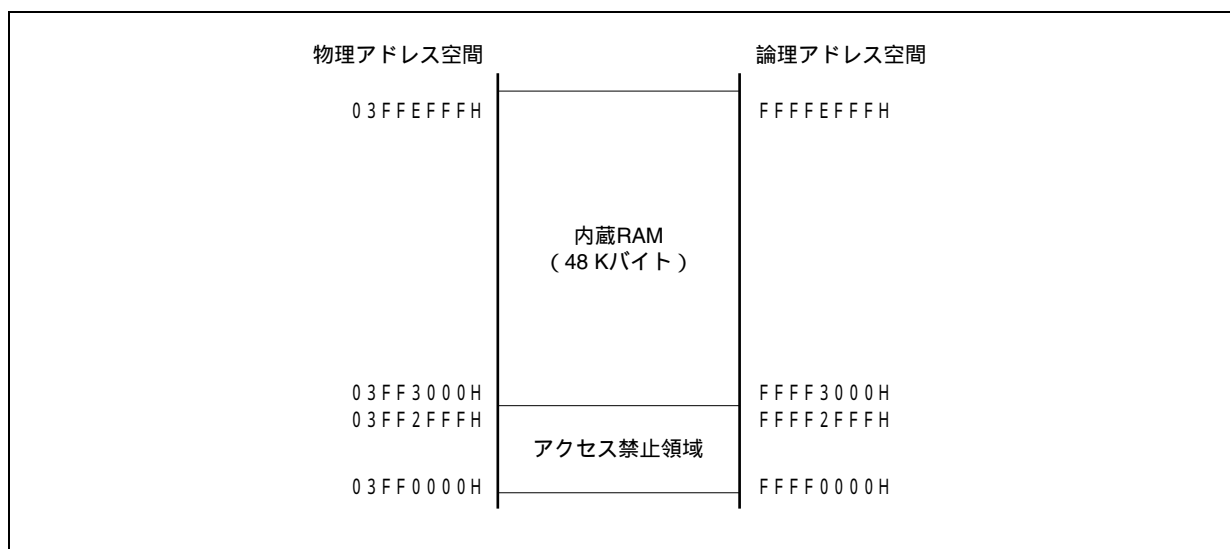 物理アドレス空間 論理アドレス空間
03FFEFFFH FFFFEFFFH
内蔵RAM
(48 Kバイト)
03FF3000H FFFF3000H
03FF2FFFH FFFF2FFFH
アクセス禁止領域
03FF0000H FFFF0000H